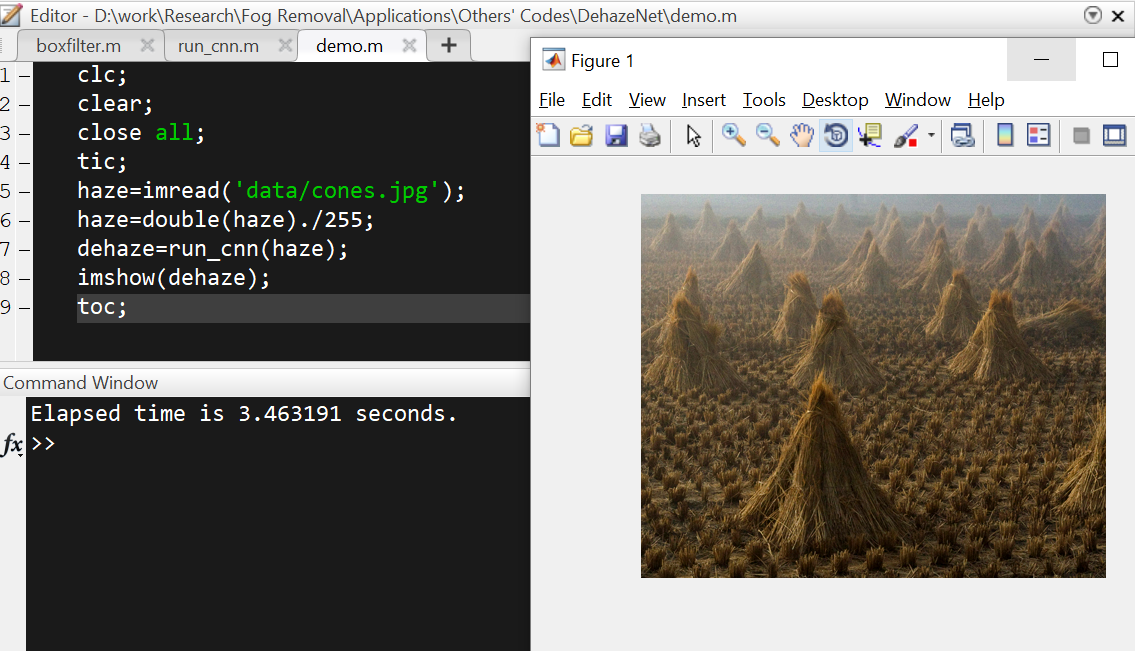 Editor - D:\work\Research\Fog Removal\Applications\Others' Codes\DehazeNet\demo.m
boxfilter.m run_cnn.m demo.m
1 – clc;
2 – clear;
3 – close all;
4 – tic;
5 – haze=imread('data/cones.jpg');
6 – haze=double(haze)./255;
7 – dehaze=run_cnn(haze);
8 – imshow(dehaze);
9 – toc;
Command Window
Elapsed time is 3.463191 seconds.
fx >>
Figure 1
File Edit View Insert Tools Desktop Window Help